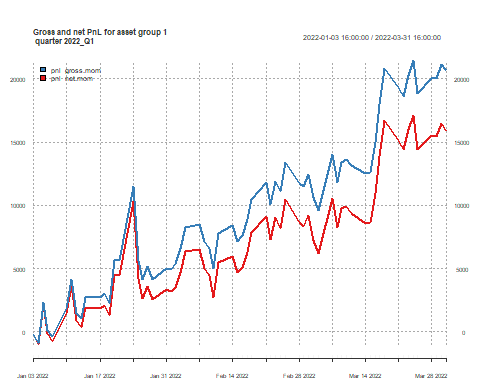 Gross and net PnL for asset group 1
quarter 2022_Q1
2022-01-03 16:00:00 / 2022-03-31 16:00:00
pnl_gross.mom
pnl_net.mom
20000 20000
15000 15000
10000 10000
5000 5000
0 0
Jan 03 2022 Jan 17 2022 Jan 31 2022 Feb 14 2022 Feb 28 2022 Mar 14 2022 Mar 28 2022